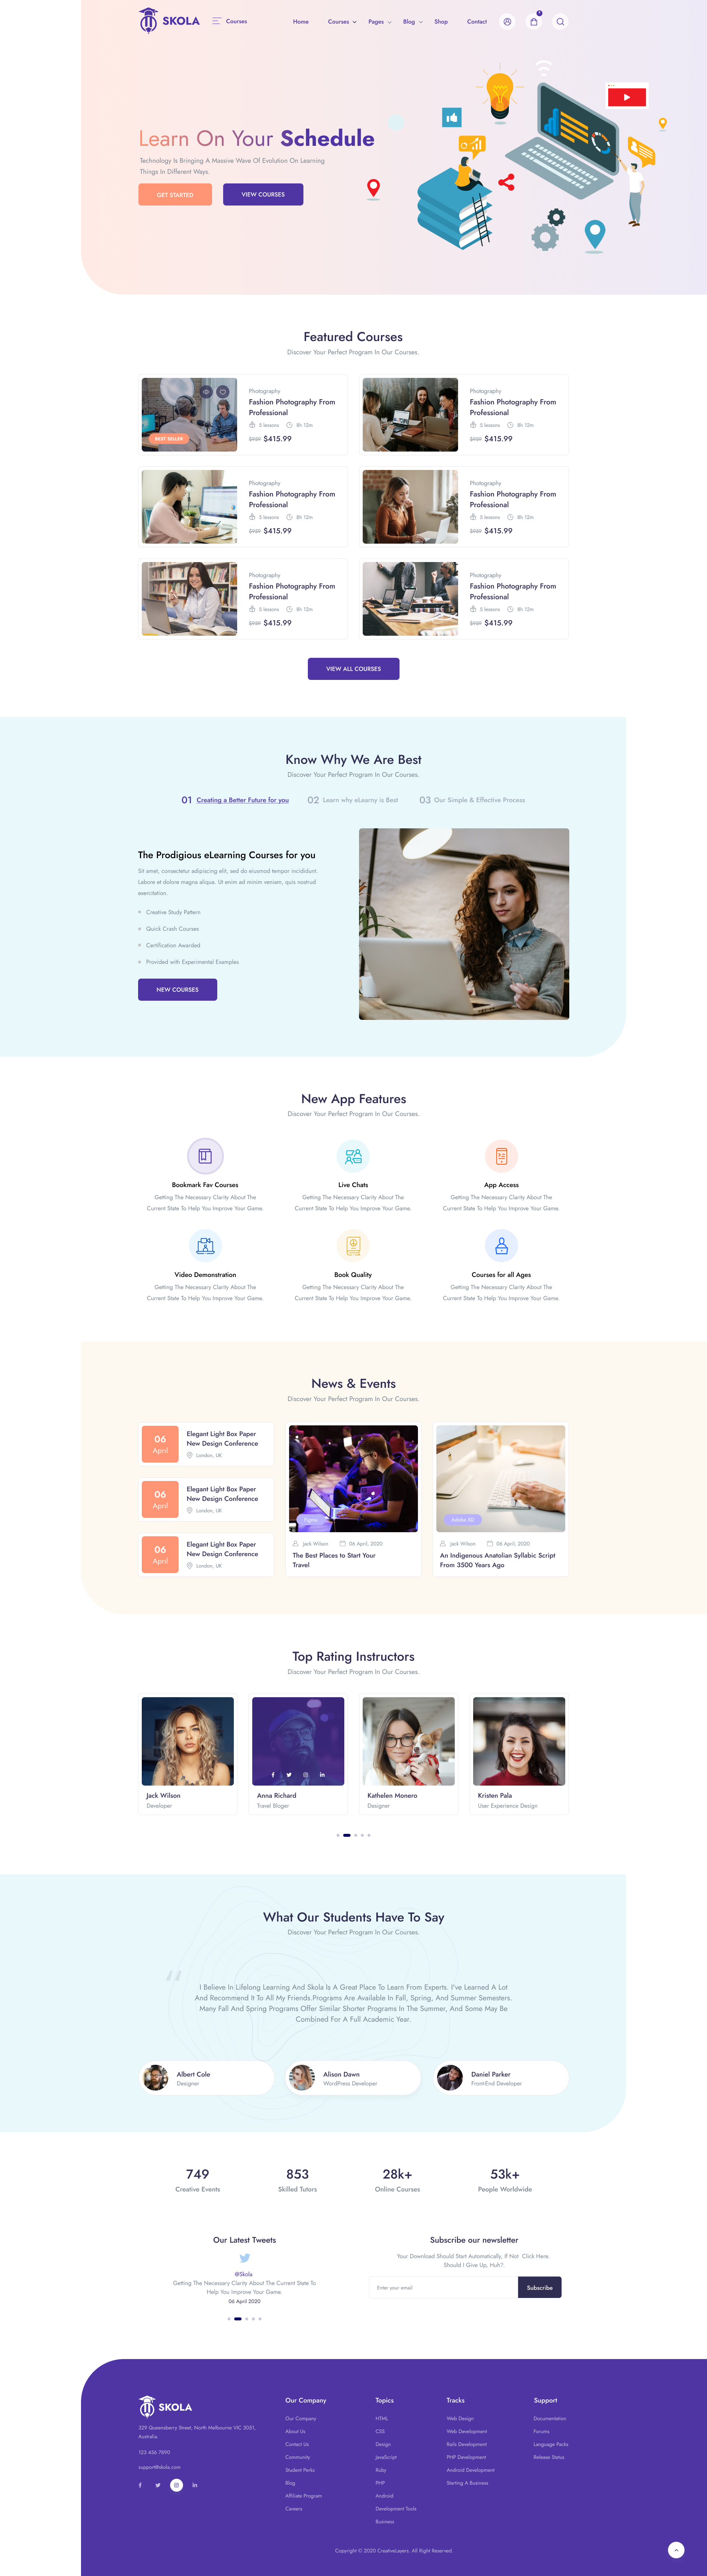 SKOLA
Courses
Home
Courses
Pages
Blog
Shop
Contact
Learn On Your Schedule
Technology Is Bringing A Massive Wave Of Evolution On Learning
Things In Different Ways.
GET STARTED
VIEW COURSES
Featured Courses
Discover Your Perfect Program In Our Courses.
BEST SELLER
Photography
Fashion Photography From
Professional
5 lessons
8h 12m
$959 $415.99
Photography
Fashion Photography From
Professional
5 lessons
8h 12m
$959 $415.99
Photography
Fashion Photography From
Professional
5 lessons
8h 12m
$959 $415.99
Photography
Fashion Photography From
Professional
5 lessons
8h 12m
$959 $415.99
Photography
Fashion Photography From
Professional
5 lessons
8h 12m
$959 $415.99
Photography
Fashion Photography From
Professional
5 lessons
8h 12m
$959 $415.99
VIEW ALL COURSES
Know Why We Are Best
Discover Your Perfect Program In Our Courses.
01 Creating a Better Future for you
02 Learn why eLearny is Best
03 Our Simple & Effective Process
The Prodigious eLearning Courses for you
Sit amet, consectetur adipiscing elit, sed do eiusmod tempor incididunt.
Labore et dolore magna aliqua. Ut enim ad minim veniam, quis nostrud
exercitation.
Creative Study Pattern
Quick Crash Courses
Certification Awarded
Provided with Experimental Examples
NEW COURSES
New App Features
Discover Your Perfect Program In Our Courses.
Bookmark Fav Courses
Getting The Necessary Clarity About The
Current State To Help You Improve Your Game.
Live Chats
Getting The Necessary Clarity About The
Current State To Help You Improve Your Game.
App Access
Getting The Necessary Clarity About The
Current State To Help You Improve Your Game.
Video Demonstration
Getting The Necessary Clarity About The
Current State To Help You Improve Your Game.
Book Quality
Getting The Necessary Clarity About The
Current State To Help You Improve Your Game.
Courses for all Ages
Getting The Necessary Clarity About The
Current State To Help You Improve Your Game.
News & Events
Discover Your Perfect Program In Our Courses.
06
April
Elegant Light Box Paper
New Design Conference
London, UK
06
April
Elegant Light Box Paper
New Design Conference
London, UK
06
April
Elegant Light Box Paper
New Design Conference
London, UK
Figma
Jack Wilson
06 April, 2020
The Best Places to Start Your
Travel
Adobe XD
Jack Wilson
06 April, 2020
An Indigenous Anatolian Syllabic Script
From 3500 Years Ago
Top Rating Instructors
Discover Your Perfect Program In Our Courses.
Jack Wilson
Developer
Anna Richard
Travel Bloger
Kathelen Monero
Designer
Kristen Pala
User Experience Design
What Our Students Have To Say
Discover Your Perfect Program In Our Courses.
I Believe In Lifelong Learning And Skola Is A Great Place To Learn From Experts. I've Learned A Lot
And Recommend It To All My Friends.Programs Are Available In Fall, Spring, And Summer Semesters.
Many Fall And Spring Programs Offer Similar Shorter Programs In The Summer, And Some May Be
Combined For A Full Academic Year.
Albert Cole
Designer
Alison Dawn
WordPress Developer
Daniel Parker
Front-End Developer
749
Creative Events
853
Skilled Tutors
28k+
Online Courses
53k+
People Worldwide
Our Latest Tweets
@Skola
Getting The Necessary Clarity About The Current State To
Help You Improve Your Game.
06 April 2020
Subscribe our newsletter
Your Download Should Start Automatically, If Not Click Here.
Should I Give Up, Huh?
Enter your email
Subscribe
SKOLA
329 Queensberry Street, North Melbourne VIC 3051,
Australia.
123 456 7890
support@skola.com
Our Company
Our Company
About Us
Contact Us
Community
Student Perks
Blog
Affiliate Program
Careers
Topics
HTML
CSS
Design
JavaScript
Ruby
PHP
Android
Development Tools
Business
Tracks
Web Design
Web Development
Rails Development
PHP Development
Android Development
Starting A Business
Support
Documentation
Forums
Language Packs
Release Status
Copyright © 2020 CreativeLayers. All Right Reserved.